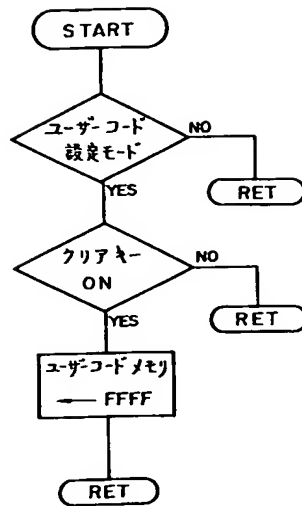 START
ユーザーコード
設定モード
NO
RET
YES
クリアキー
ON
NO
RET
YES
ユーザーコードメモリ
← FFFF
RET